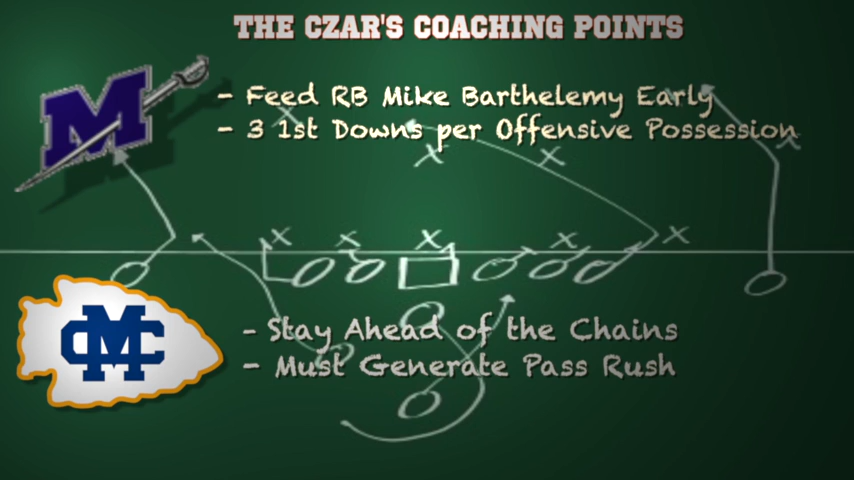 THE CZAR'S COACHING POINTS
M
- Feed RB Mike Barthelemy Early
- 3 1st Downs per Offensive Possession
MC
- Stay Ahead of the Chains
- Must Generate Pass Rush